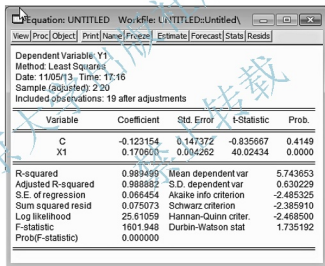 Equation: UNTITLED Workfile: UNTITLED::Untitled\
View Proc Object Print Name Freeze Estimate Forecast Stats Resids
Dependent Variable: Y1
Method: Least Squares
Date: 11/05/ Time: 17:16
Sample (adjusted): 2 20
Included observations: 19 after adjustments
Variable Coefficient Std. Error t-Statistic Prob.
C -0.123154 0.147372 -0.835667 0.4149
X1 0.170600 0.004262 40.02434 0.0000
R-squared 0.989499 Mean dependent var 5.743653
Adjusted R-squared 0.988882 S.D. dependent var 0.630229
S.E. of regression 0.066454 Akaike info criterion -2.485325
Sum squared resid 0.075073 Schwarz criterion -2.385910
Log likelihood 25.61059 Hannan-Quinn criter. -2.468500
F-statistic 1601.948 Durbin-Watson stat 1.735192
Prob(F-statistic) 0.000000